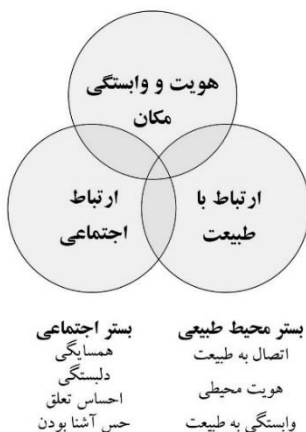 هویت و وابستگی
مکان
ارتباط با
طبیعت
ارتباط
اجتماعی
بستر محیط طبیعی
اتصال به طبیعت
هویت محیطی
وابستگی به طبیعت
بستر اجتماعی
همسایگی
دلبستگی
احساس تعلق
حس آشنا بودن